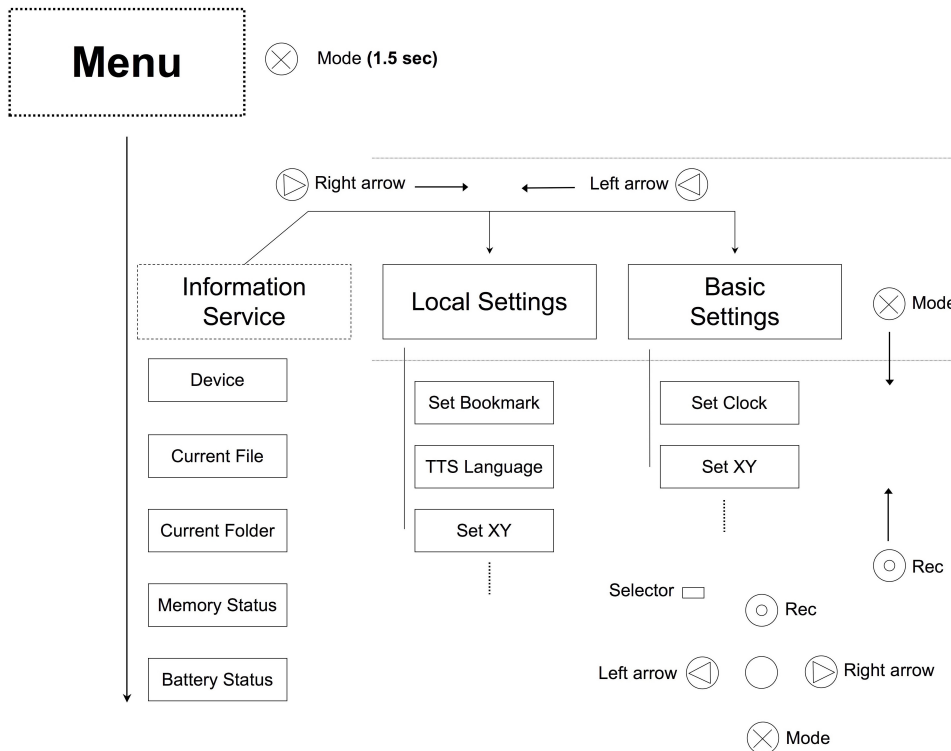 Menu
Mode (1.5 sec)
Right arrow
Left arrow
Information
Service
Local Settings
Basic
Settings
Mode
Device
Set Bookmark
Set Clock
Current File
TTS Language
Set XY
Current Folder
Set XY
Rec
Memory Status
Selector
Rec
Battery Status
Left arrow
Right arrow
Mode